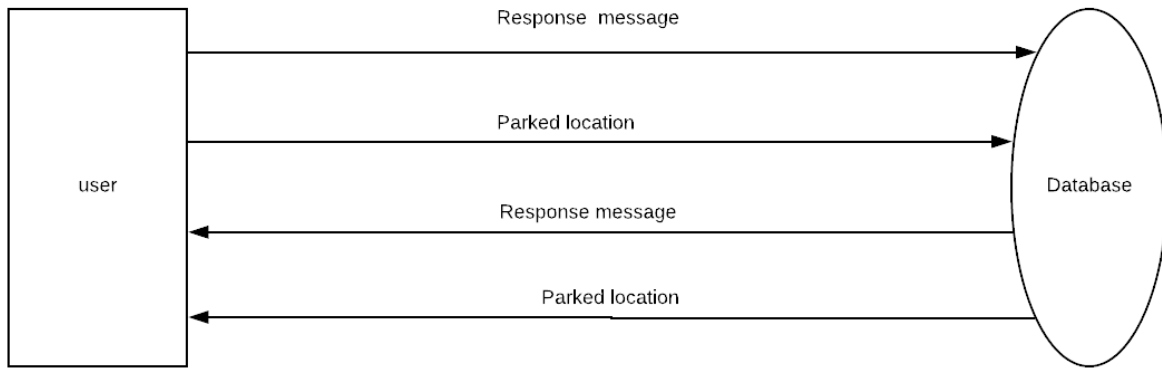 Response  message
Parked location
user
Database
Response message
Parked location